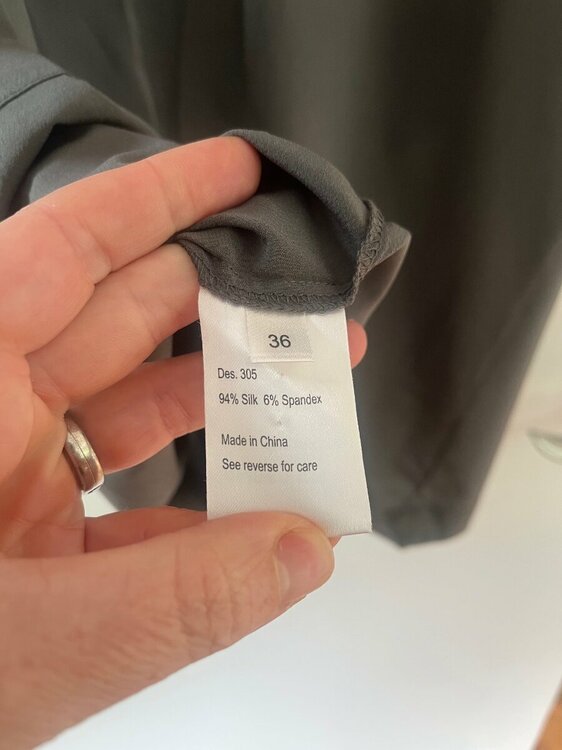 36
Des. 305
94% Silk 6% Spandex
Made in China
See reverse for care